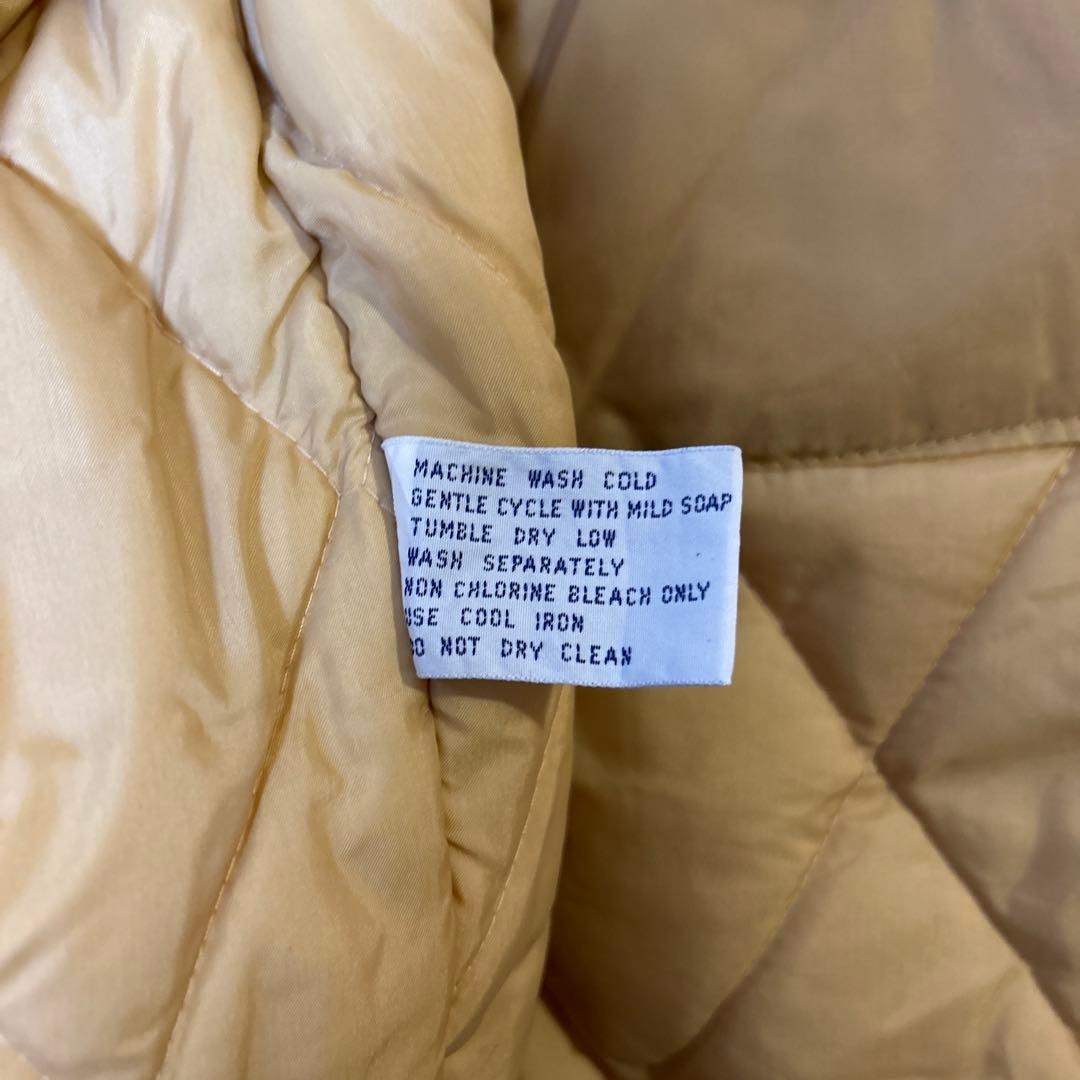 MACHINE WASH COLD
GENTLE CYCLE WITH MILD SOAP
TUMBLE DRY LOW
WASH SEPARATELY
NON CHLORINE BLEACH ONLY
USE COOL IRON
DO NOT DRY CLEAN